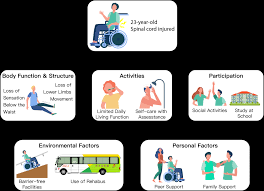 23-year-old
Spinal cord injured
Body Function & Structure
Loss of
Sensation
Below the
Waist
Loss of
Lower Limbs
Movement
Activities
Limited Daily
Living Function
Self-care with
Assistance
Participation
Social Activities
Study at
School
Environmental Factors
Barrier-free
Facilities
Use of Rehabus
Personal Factors
Peer Support
Family Support